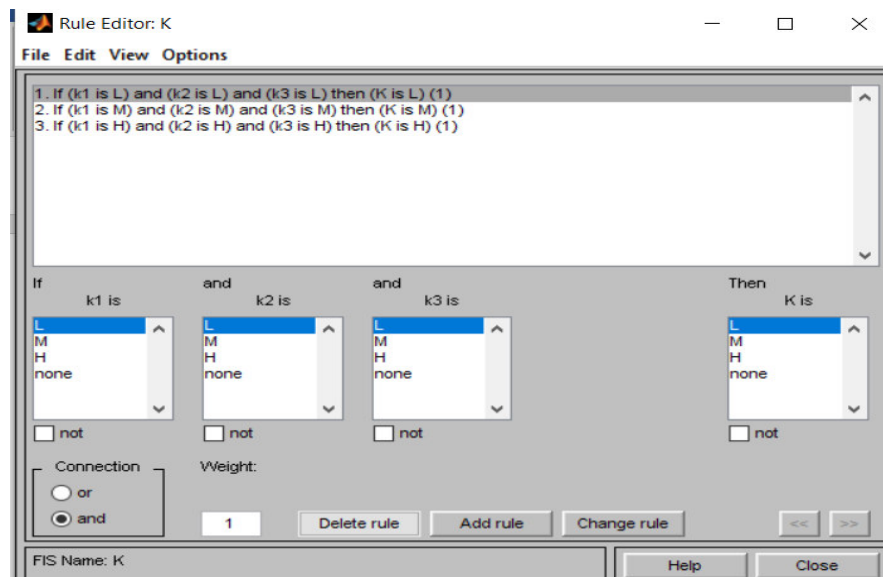 Rule Editor: K
File Edit View Options
1. If (k1 is L) and (k2 is L) and (k3 is L) then (K is L) (1)
2. If (k1 is M) and (k2 is M) and (k3 is M) then (K is M) (1)
3. If (k1 is H) and (k2 is H) and (k3 is H) then (K is H) (1)
If and and Then
k1 is k2 is k3 is K is
L L L L
M M M M
H H H H
none none none none
not not not not
Connection Weight:
or
and 1 Delete rule Add rule Change rule << >>
FIS Name: K Help Close